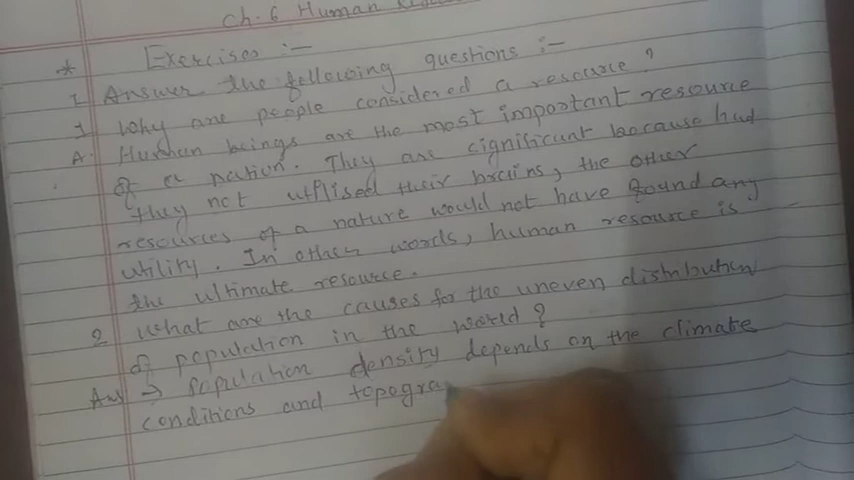 Ch. 6 Human
* Exercises :-
I. Answer the following questions :-
1 Why are people considered a resource?
A. Human beings are the most important resource
of a nation. They are cignificant because had
they not utilised their brains, the other
resources of a nature would not have found any
utility. In other words, human resource is
the ultimate resource.
2 What are the causes for the uneven distribution
of population in the world?
Ans → Population density depends on the climate
conditions and topogra